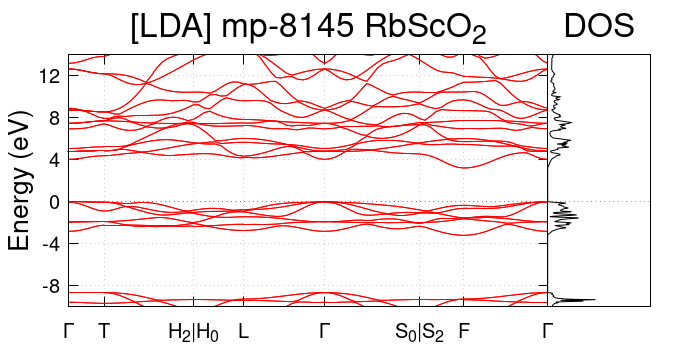 [LDA] mp-8145 RbScO₂ DOS
Energy (eV)
12
8
4
0
-4
-8
Γ T H₂|H₀ L Γ S₀|S₂ F Γ